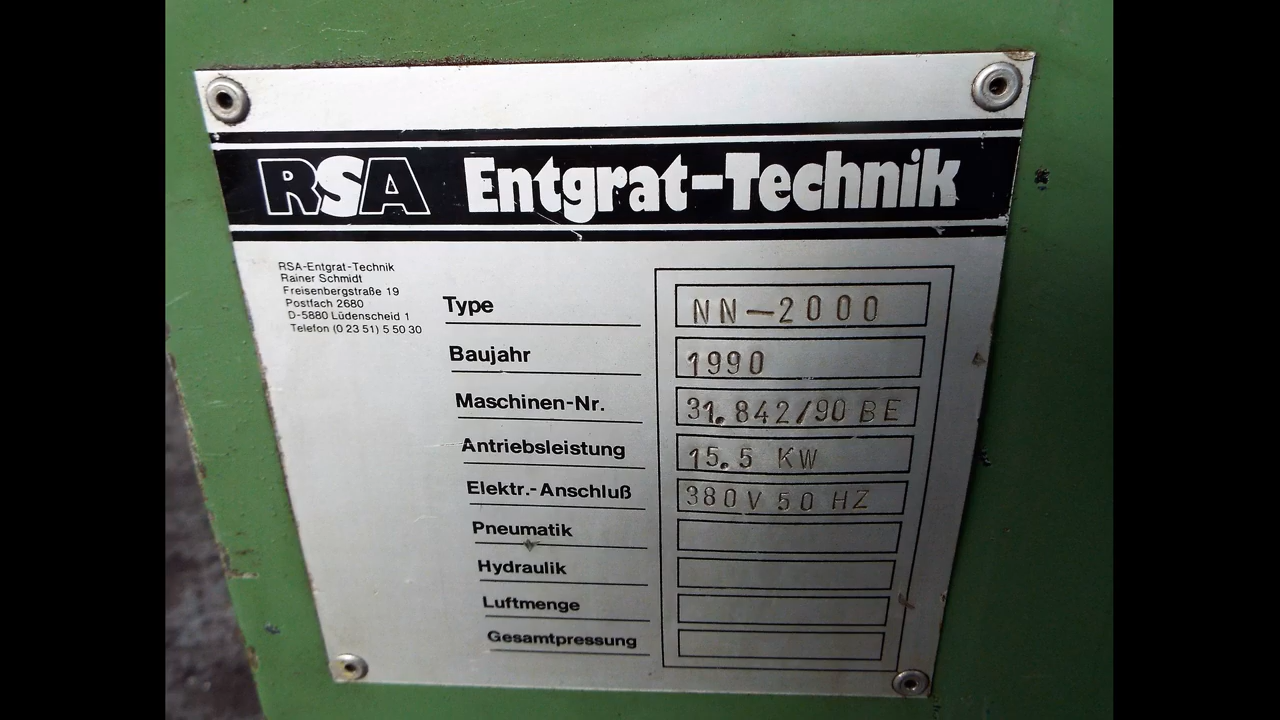 RSA Entgrat-Technik
RSA-Entgrat-Technik
Rainer Schmidt
Freisenbergstraße 19
Postfach 2680
D-5880 Lüdenscheid 1
Telefon (0 23 51) 5 50 30
Type NN-2000
Baujahr 1990
Maschinen-Nr. 31.842/90 BE
Antriebsleistung 15.5 KW
Elektr.-Anschluß 380V 50 HZ
Pneumatik
Hydraulik
Luftmenge
Gesamtpressung